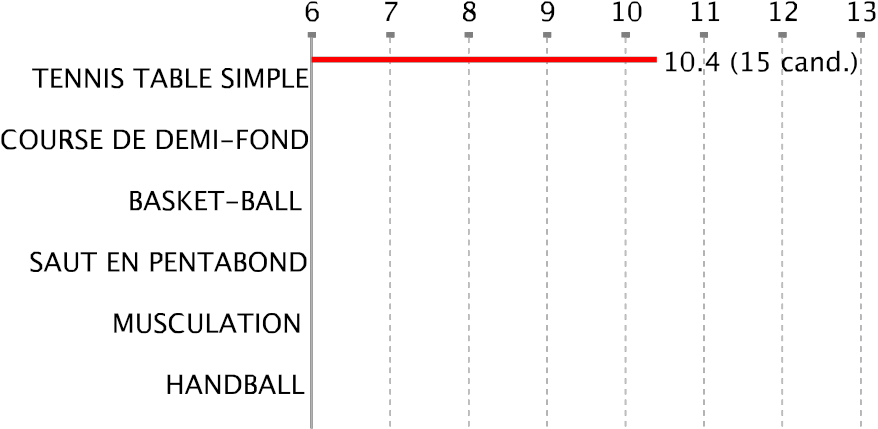 6 7 8 9 10 11 12 13
10.4 (15 cand.)
TENNIS TABLE SIMPLE
COURSE DE DEMI-FOND
BASKET-BALL
SAUT EN PENTABOND
MUSCULATION
HANDBALL